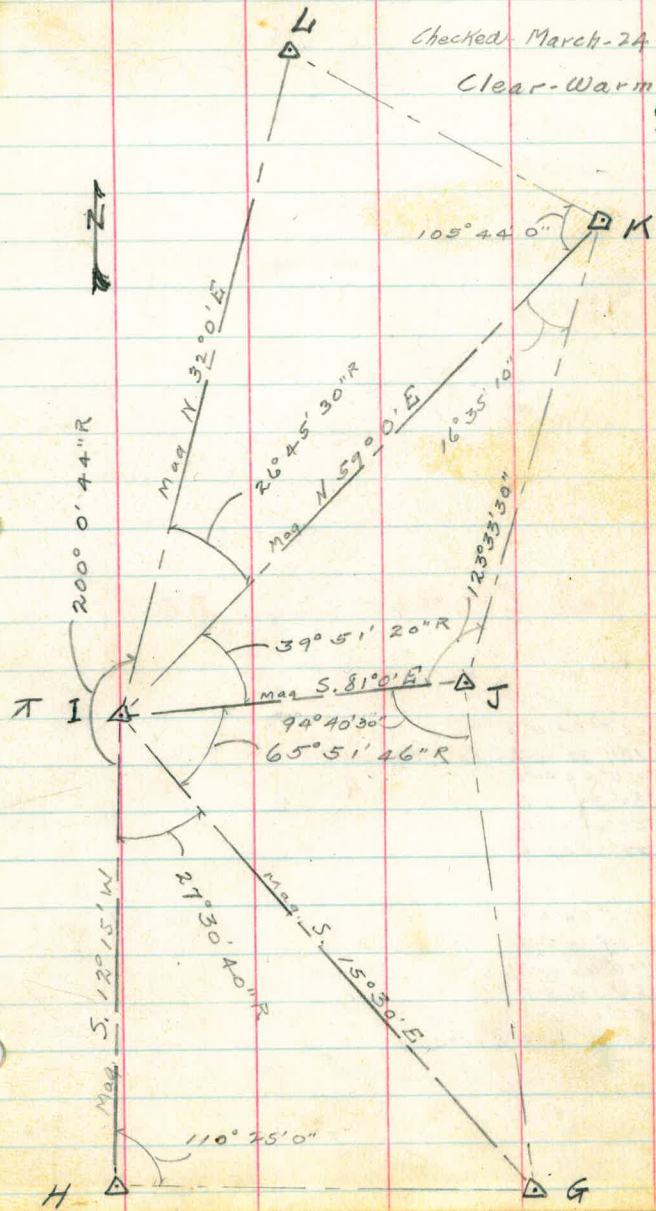 L
Checked- March-24
Clear-Warm
K
105° 44' 0"
Mag N 32° 0' E
26° 45' 30" R
Mag N 59° 0' E
16° 35' 10"
200° 0' 44" R
123° 33' 30"
39° 51' 20" R
Mag S. 81° 0' E
J
I
94° 40' 30"
65° 51' 46" R
27° 30' 40" R
Mag. S. 15° 30' E
Mag. S. 12° 15' W
110° 25' 0"
H
G